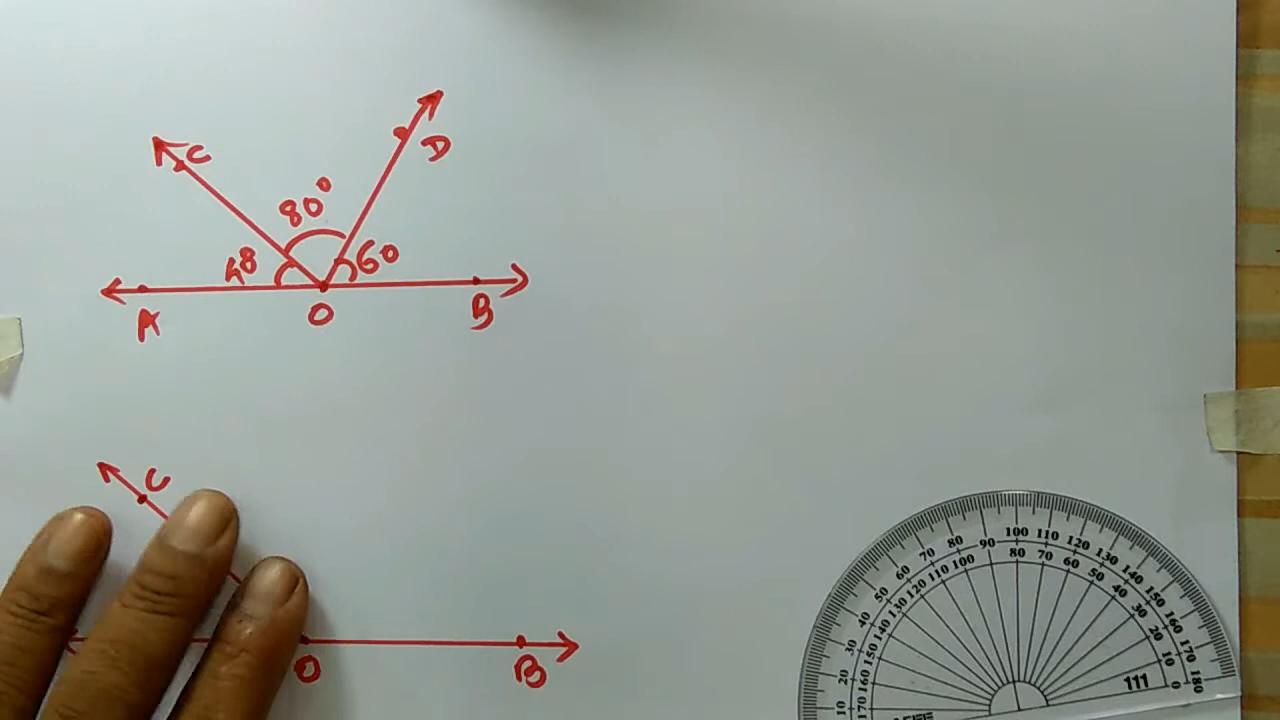 C
D
80°
48
60
A
O
B
C
O
B
100 110 120 130 140 150 160 170 180
90 80 70 60 50 40 30 20 10
80 70 60 50 40 30 20 10 0
100 110 120 130 140 150 160 170
111